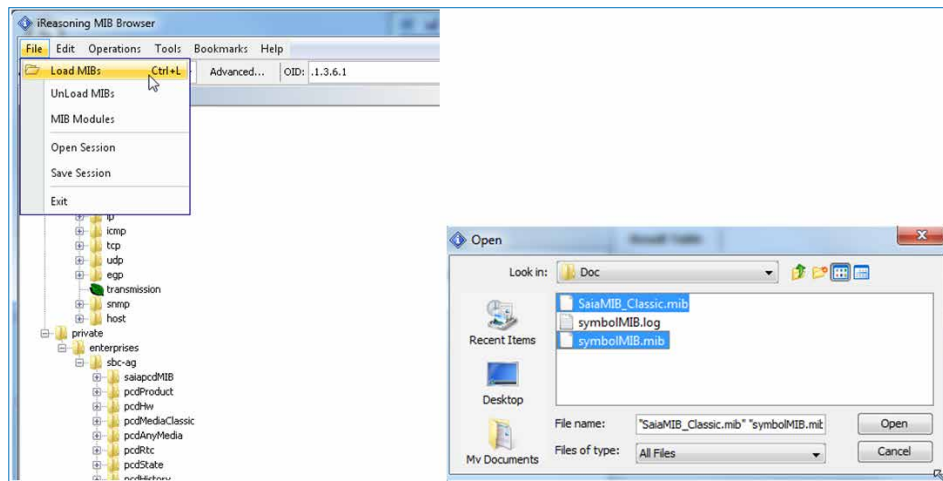 iReasoning MIB Browser
File Edit Operations Tools Bookmarks Help
Load MIBs Ctrl+L
Advanced... OID: .1.3.6.1
UnLoad MIBs
MIB Modules
Open Session
Save Session
Exit
ip
icmp
tcp
udp
egp
transmission
snmp
host
private
enterprises
sbc-ag
saiapcdMIB
pcdProduct
pcdHw
pcdMediaClassic
pcdAnyMedia
pcdRtc
pcdState
pcdHistory
Open
Look in: Doc
SaiaMIB_Classic.mib
symbolMIB.log
symbolMIB.mib
Recent Items
Desktop
My Documents
File name: "SaiaMIB_Classic.mib" "symbolMIB.mib
Open
Files of type: All Files
Cancel